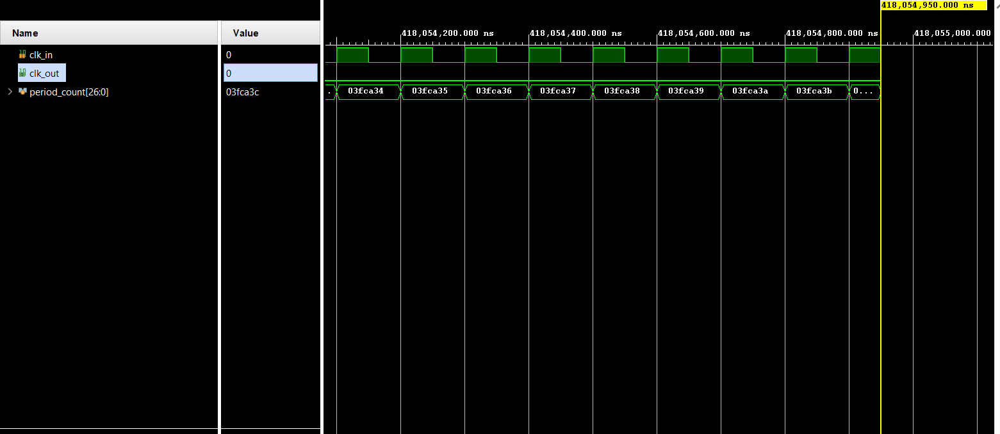 418,054,950.000 ns
Name Value
418,054,200.000 ns 418,054,400.000 ns 418,054,600.000 ns 418,054,800.000 ns 418,055,000.000
clk_in 0
clk_out 0
period_count[26:0] 03fca3c . 03fca34 03fca35 03fca36 03fca37 03fca38 03fca39 03fca3a 03fca3b 0...